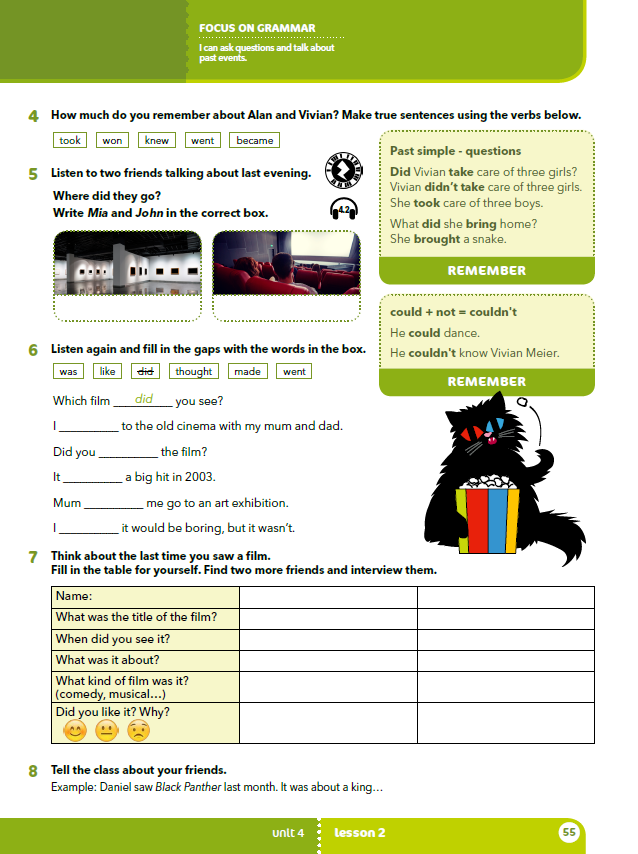 FOCUS ON GRAMMAR
I can ask questions and talk about
past events.
4 How much do you remember about Alan and Vivian? Make true sentences using the verbs below.
took won knew went became
5 Listen to two friends talking about last evening.
Where did they go?
Write Mia and John in the correct box.
4.2
Past simple - questions
Did Vivian take care of three girls?
Vivian didn't take care of three girls.
She took care of three boys.
What did she bring home?
She brought a snake.
REMEMBER
could + not = couldn't
He could dance.
He couldn't know Vivian Meier.
REMEMBER
6 Listen again and fill in the gaps with the words in the box.
was like did thought made went
Which film ___did___ you see?
I _________ to the old cinema with my mum and dad.
Did you _________ the film?
It _________ a big hit in 2003.
Mum _________ me go to an art exhibition.
I _________ it would be boring, but it wasn't.
7 Think about the last time you saw a film.
Fill in the table for yourself. Find two more friends and interview them.
Name:
What was the title of the film?
When did you see it?
What was it about?
What kind of film was it?
(comedy, musical...)
Did you like it? Why?
8 Tell the class about your friends.
Example: Daniel saw Black Panther last month. It was about a king...
unit 4 lesson 2 55